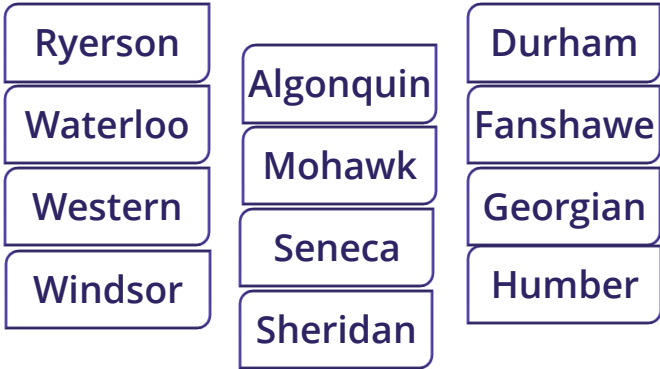 Ryerson
Waterloo
Western
Windsor
Algonquin
Mohawk
Seneca
Sheridan
Durham
Fanshawe
Georgian
Humber